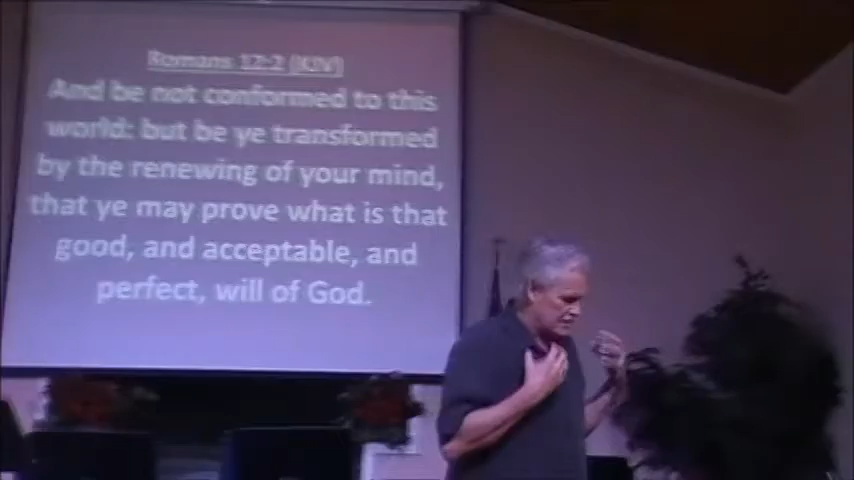 Romans 12:2 (KJV)
And be not conformed to this
world: but be ye transformed
by the renewing of your mind,
that ye may prove what is that
good, and acceptable, and
perfect, will of God.